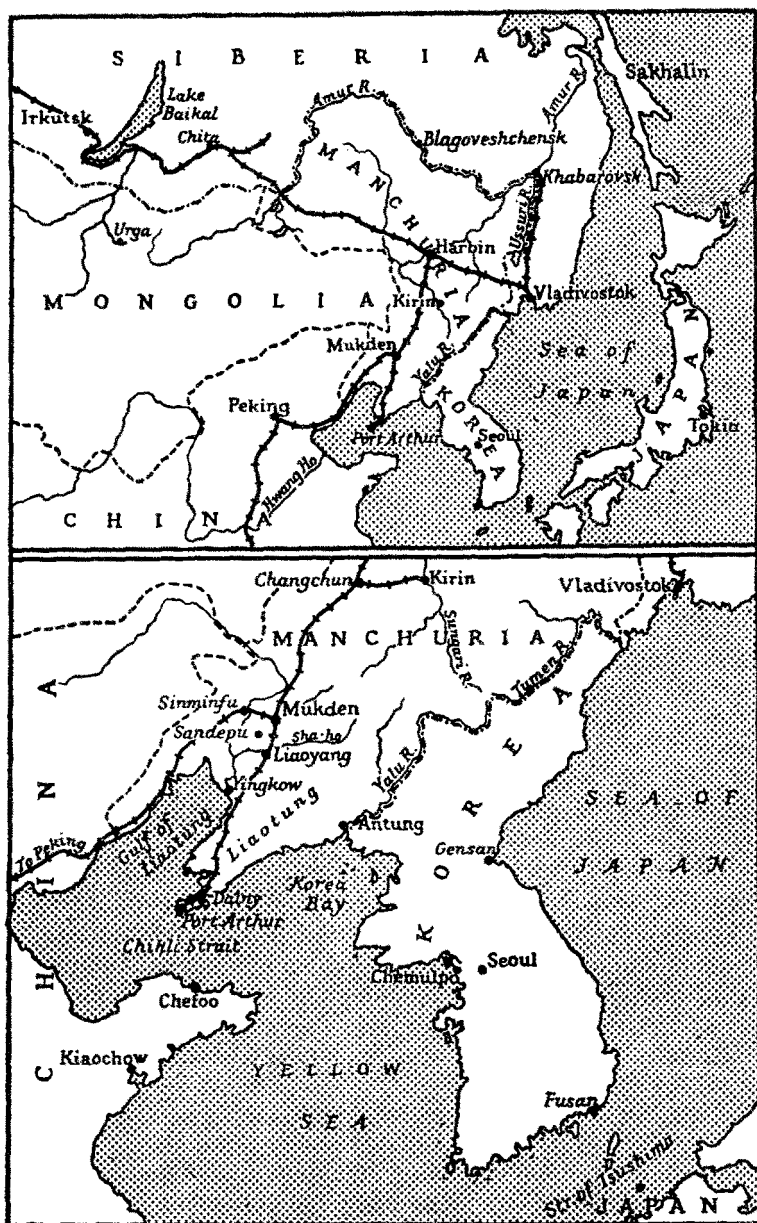 SIBERIA
Sakhalin
Amur R.
Amur R.
Lake
Baikal
Irkutsk
Chita
Blagoveshchensk
MANCHURIA
Khabarovsk
Ussuri R.
Urga
Harbin
MONGOLIA
Kirin
Vladivostok
Mukden
Yalu R.
Sea of
Japan
JAPAN
Peking
KOREA
Port Arthur
Seoul
Tokio
Hwang Ho
CHINA
Changchun
Kirin
Vladivostok
MANCHURIA
Sungari R.
Tumen R.
Sinminfu
Mukden
Sandepu
Sha-ho
Liaoyang
Yalu R.
Yingkow
Liaotung
SEA OF
JAPAN
To Peking
Gulf of
Liaotung
Antung
KOREA
Gensan
Korea
Bay
Dalny
Port Arthur
Chihli Strait
Chemulpo
Seoul
Chefoo
CHINA
Kiaochow
YELLOW
SEA
Fusan
Str. of Tsushima
JAPAN